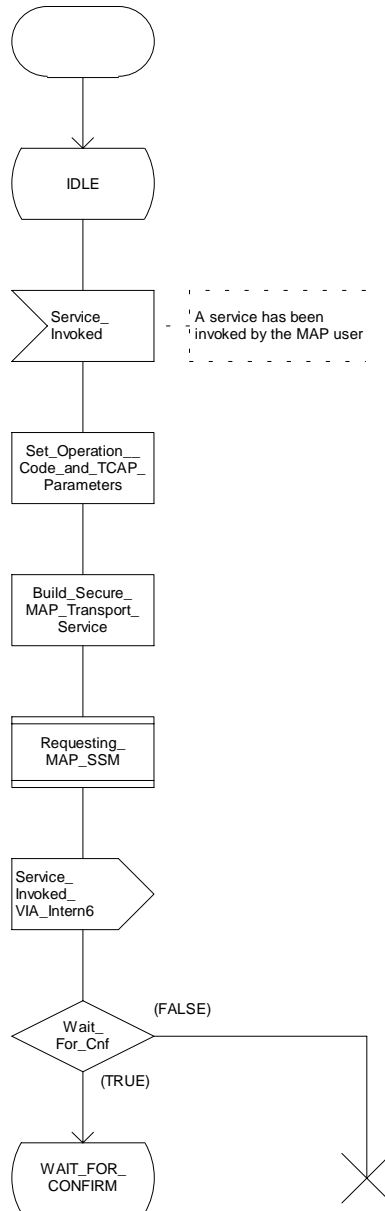 IDLE
Service_
Invoked
A service has been
invoked by the MAP user
Set_Operation__
Code_and_TCAP_
Parameters
Build_Secure_
MAP_Transport_
Service
Requesting_
MAP_SSM
Service_
Invoked_
VIA_Intern6
(FALSE)
Wait_
For_Cnf
(TRUE)
WAIT_FOR_
CONFIRM